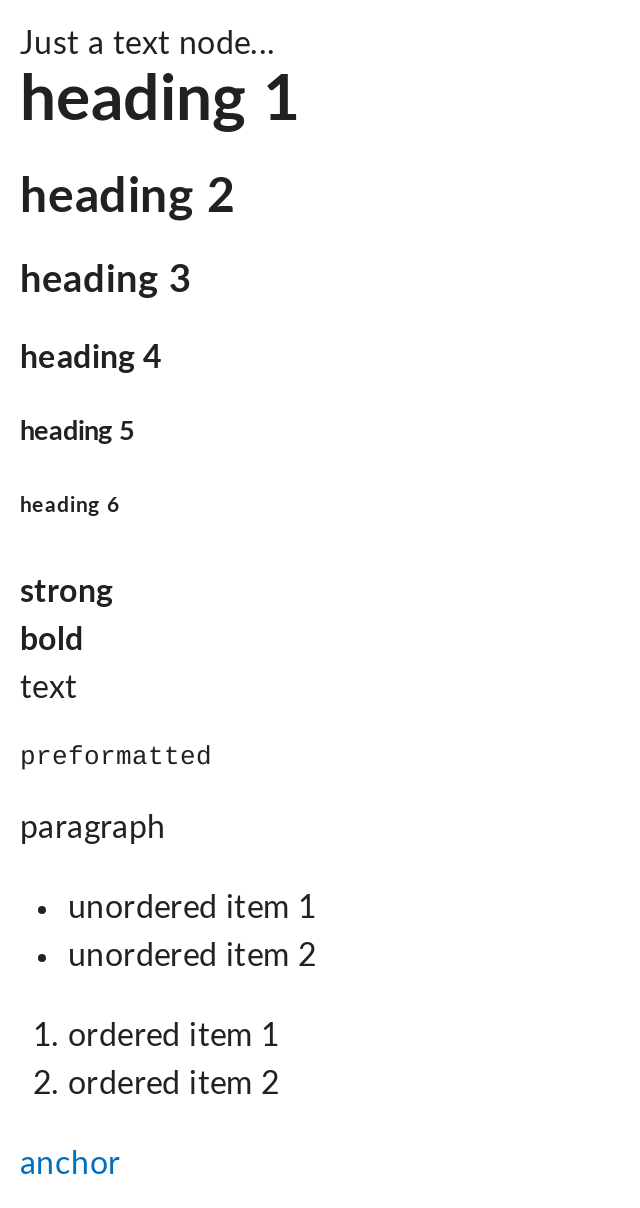 Just a text node...
heading 1
heading 2
heading 3
heading 4
heading 5
heading 6
strong
bold
text
preformatted
paragraph
• unordered item 1
• unordered item 2
1. ordered item 1
2. ordered item 2
anchor